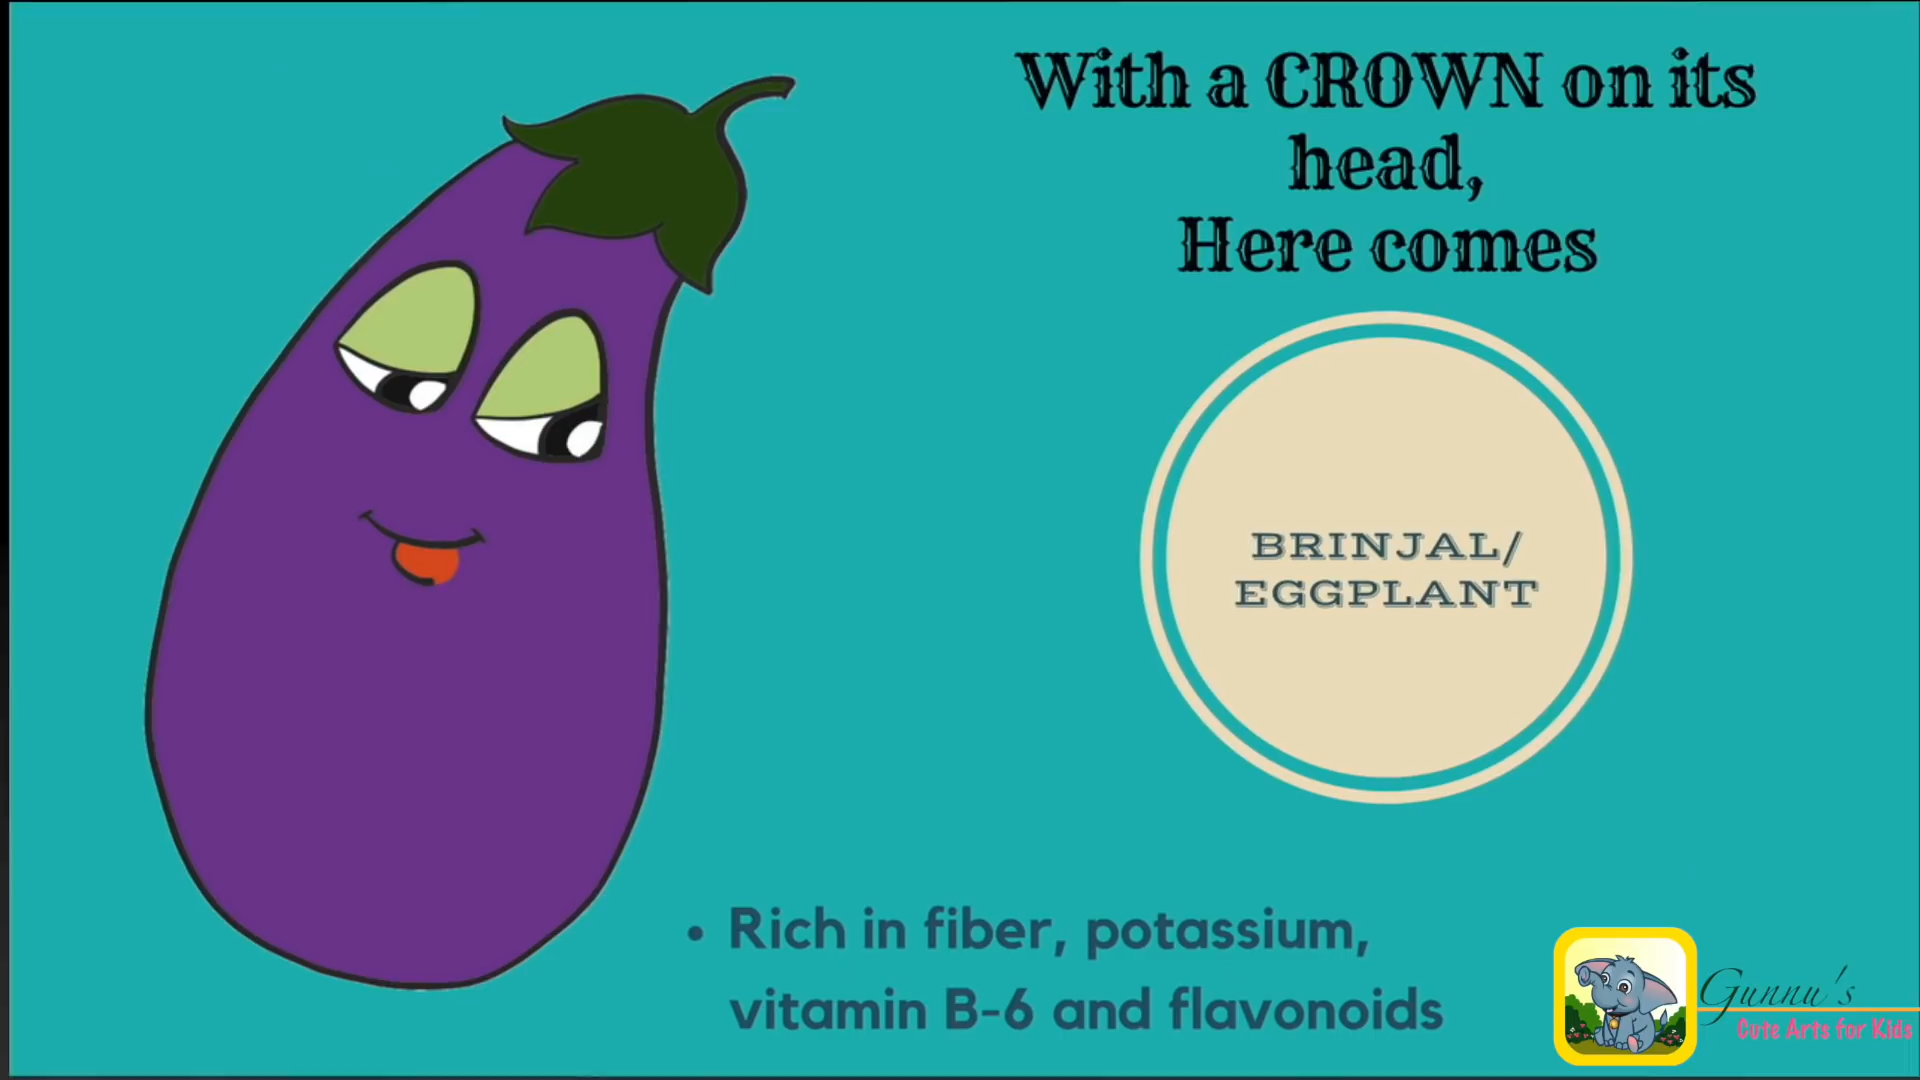 With a CROWN on its
head,
Here comes
BRINJAL/
EGGPLANT
• Rich in fiber, potassium,
vitamin B-6 and flavonoids
Gunnu's
Cute Arts for Kids